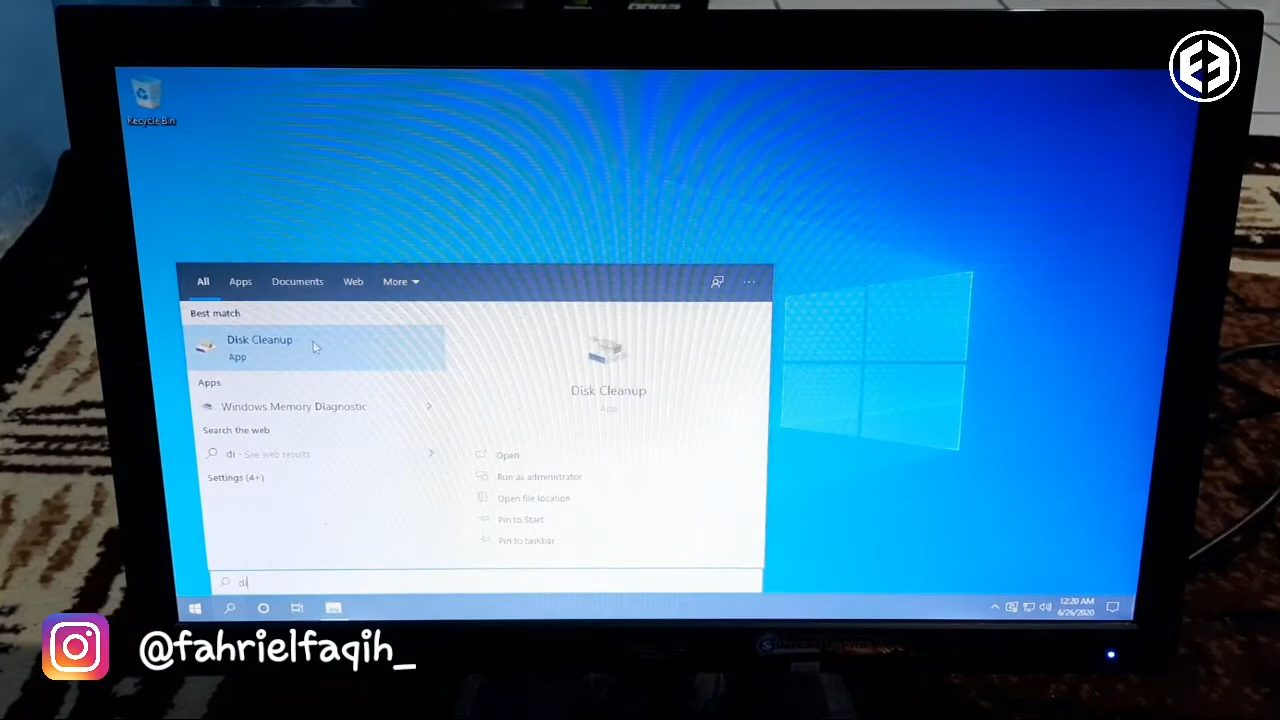 Recycle Bin
All Apps Documents Web More
Best match
Disk Cleanup
App
Disk Cleanup
App
Apps
Windows Memory Diagnostic
Search the web
di - See web results
Settings (4+)
Open
Run as administrator
Open file location
Pin to Start
Pin to taskbar
di
12:20 AM
6/26/2020
@fahrielfaqih_